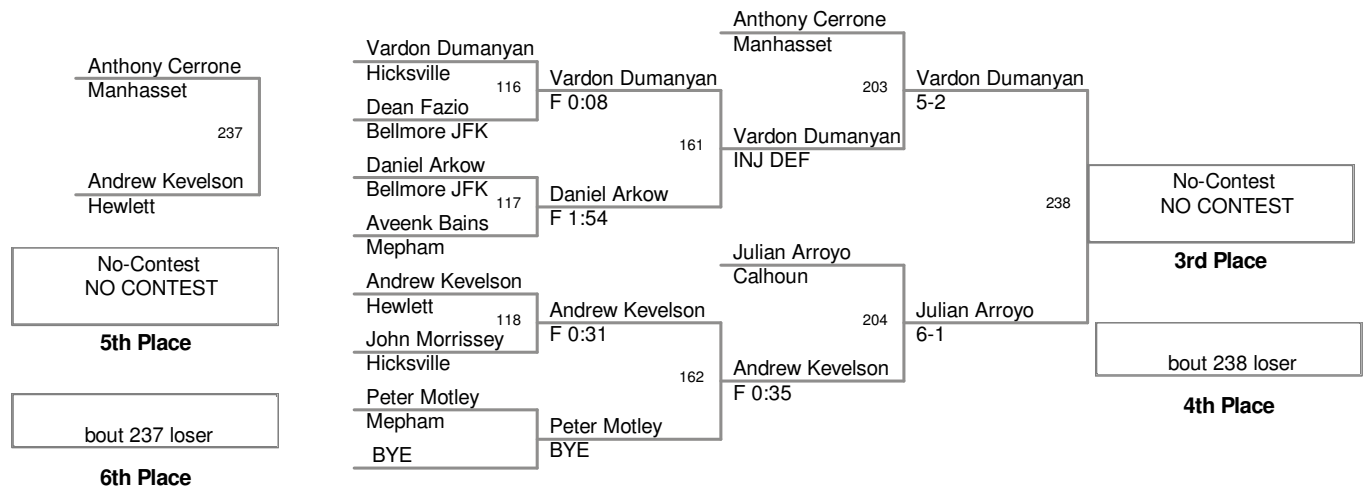 Anthony Cerrone
Manhasset
237
Andrew Kevelson
Hewlett
No-Contest
NO CONTEST
5th Place
bout 237 loser
6th Place
Vardon Dumanyan
Hicksville
116
Dean Fazio
Bellmore JFK
Daniel Arkow
Bellmore JFK
117
Aveenk Bains
Mepham
Andrew Kevelson
Hewlett
118
John Morrissey
Hicksville
Peter Motley
Mepham
BYE
Vardon Dumanyan
F 0:08
161
Daniel Arkow
F 1:54
Andrew Kevelson
F 0:31
162
Peter Motley
BYE
Anthony Cerrone
Manhasset
203
Vardon Dumanyan
INJ DEF
Julian Arroyo
Calhoun
204
Andrew Kevelson
F 0:35
Vardon Dumanyan
5-2
238
Julian Arroyo
6-1
No-Contest
NO CONTEST
3rd Place
bout 238 loser
4th Place